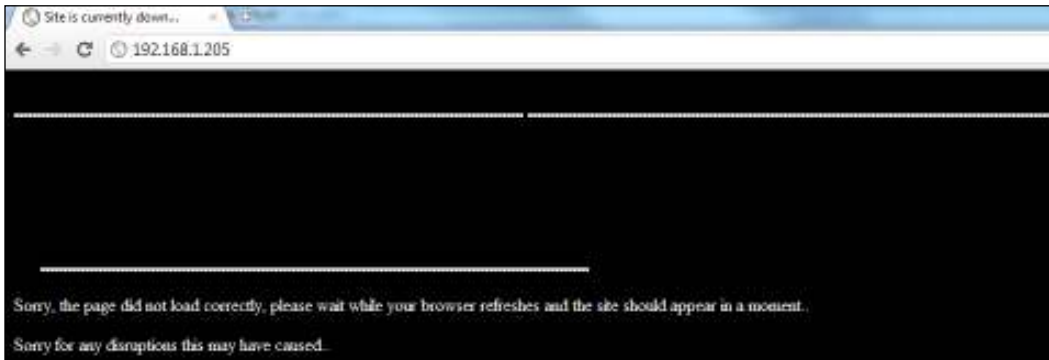 Site is currently down...
192.168.1.205
Sorry, the page did not load correctly, please wait while your browser refreshes and the site should appear in a moment..
Sorry for any disruptions this may have caused..